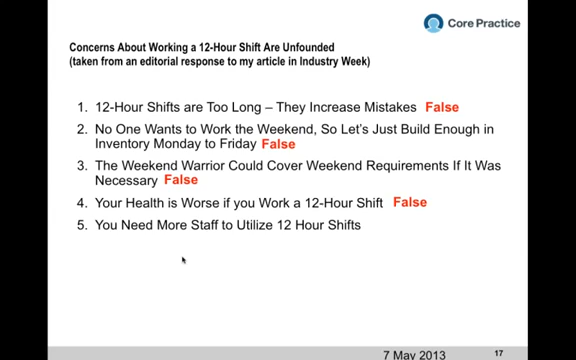 Core Practice
Concerns About Working a 12-Hour Shift Are Unfounded
(taken from an editorial response to my article in Industry Week)
1. 12-Hour Shifts are Too Long – They Increase Mistakes False
2. No One Wants to Work the Weekend, So Let's Just Build Enough in
Inventory Monday to Friday False
3. The Weekend Warrior Could Cover Weekend Requirements If It Was
Necessary False
4. Your Health is Worse if you Work a 12-Hour Shift False
5. You Need More Staff to Utilize 12 Hour Shifts
7 May 2013 17